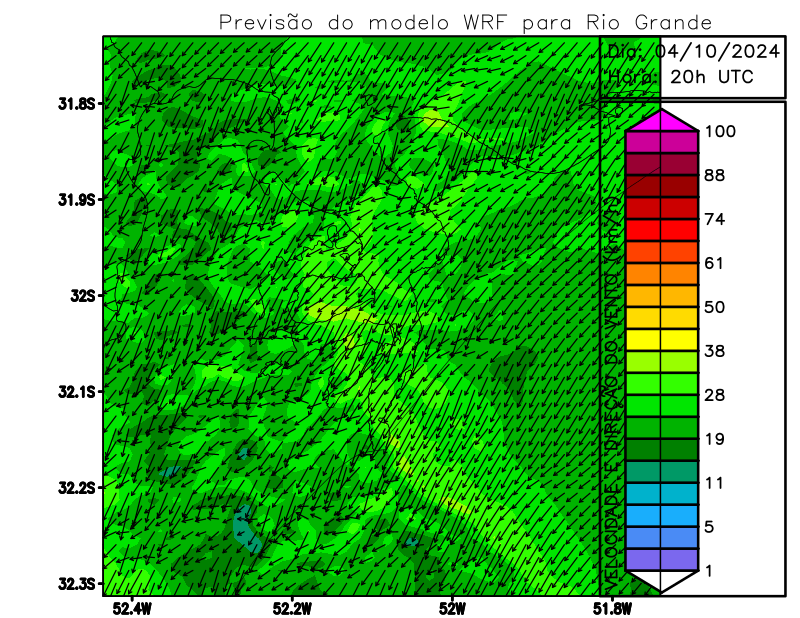 Previsão do modelo WRF para Rio Grande
Dia: 04/10/2024
Hora: 20h UTC
31.8S
31.9S
32S
32.1S
32.2S
32.3S
52.4W
52.2W
52W
51.8W
VELOCIDADE E DIREÇÃO DO VENTO (km/h)
100
88
74
61
50
38
28
19
11
5
1